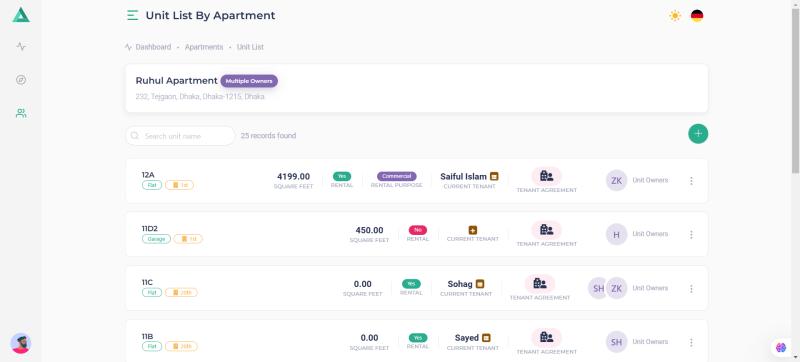 Unit List By Apartment
Dashboard • Apartments • Unit List
Ruhul Apartment Multiple Owners
232, Tejgaon, Dhaka, Dhaka-1215, Dhaka.
Search unit name 25 records found
12A
Flat 1st
4199.00 SQUARE FEET
Yes RENTAL
Commercial RENTAL PURPOSE
Saiful Islam CURRENT TENANT
TENANT AGREEMENT
ZK Unit Owners
11D2
Garage
450.00 SQUARE FEET
No RENTAL
CURRENT TENANT
TENANT AGREEMENT
H Unit Owners
11C
Flat
0.00 SQUARE FEET
Yes RENTAL
Sohag CURRENT TENANT
TENANT AGREEMENT
SH ZK Unit Owners
11B
Flat
0.00 SQUARE FEET
Yes RENTAL
Sayed CURRENT TENANT
TENANT AGREEMENT
SH Unit Owners